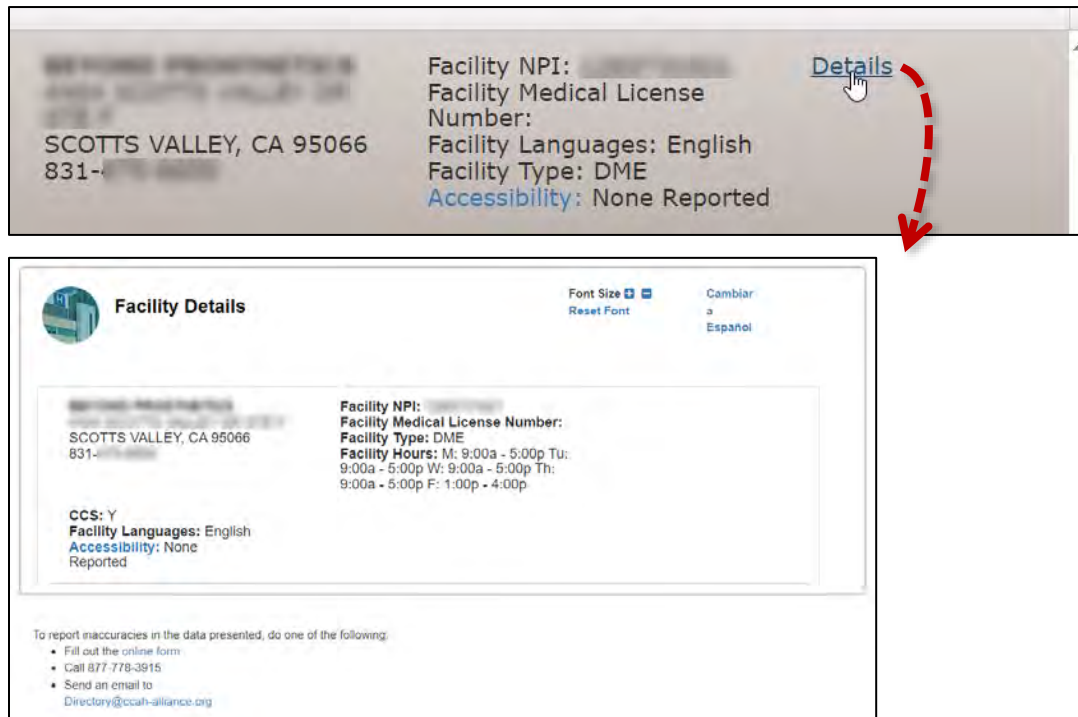 Facility NPI:
Details
Facility Medical License
Number:
SCOTTS VALLEY, CA 95066
Facility Languages: English
831-
Facility Type: DME
Accessibility: None Reported
Facility Details
Font Size
Reset Font
Cambiar
a
Español
SCOTTS VALLEY, CA 95066
831-
Facility NPI:
Facility Medical License Number:
Facility Type: DME
Facility Hours: M: 9:00a - 5:00p Tu:
9:00a - 5:00p W: 9:00a - 5:00p Th:
9:00a - 5:00p F: 1:00p - 4:00p
CCS: Y
Facility Languages: English
Accessibility: None
Reported
To report inaccuracies in the data presented, do one of the following:
Fill out the online form
Call 877-778-3915
Send an email to
Directory@ccah-alliance.org